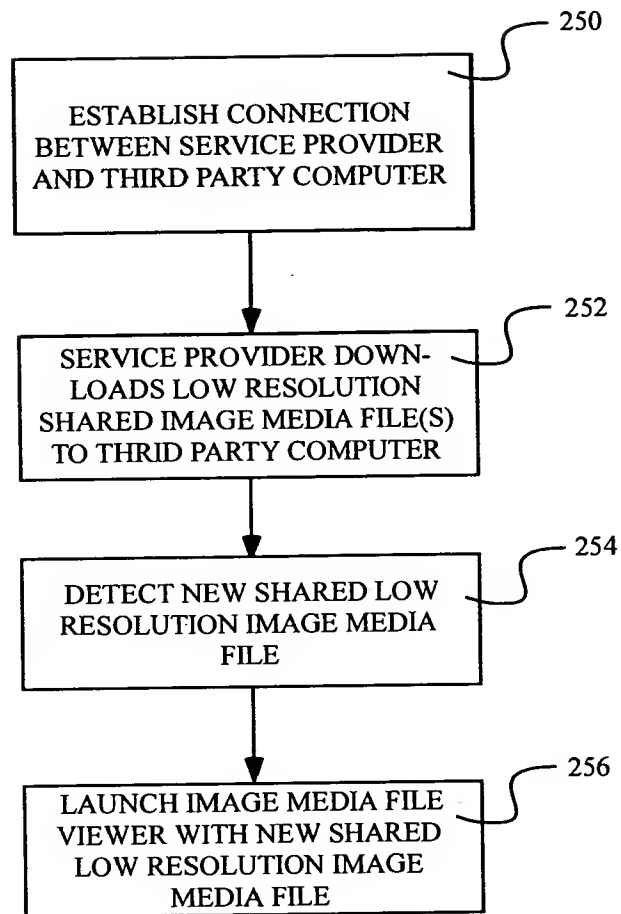 250
ESTABLISH CONNECTION
BETWEEN SERVICE PROVIDER
AND THIRD PARTY COMPUTER
252
SERVICE PROVIDER DOWN-
LOADS LOW RESOLUTION
SHARED IMAGE MEDIA FILE(S)
TO THRID PARTY COMPUTER
254
DETECT NEW SHARED LOW
RESOLUTION IMAGE MEDIA
FILE
256
LAUNCH IMAGE MEDIA FILE
VIEWER WITH NEW SHARED
LOW RESOLUTION IMAGE
MEDIA FILE